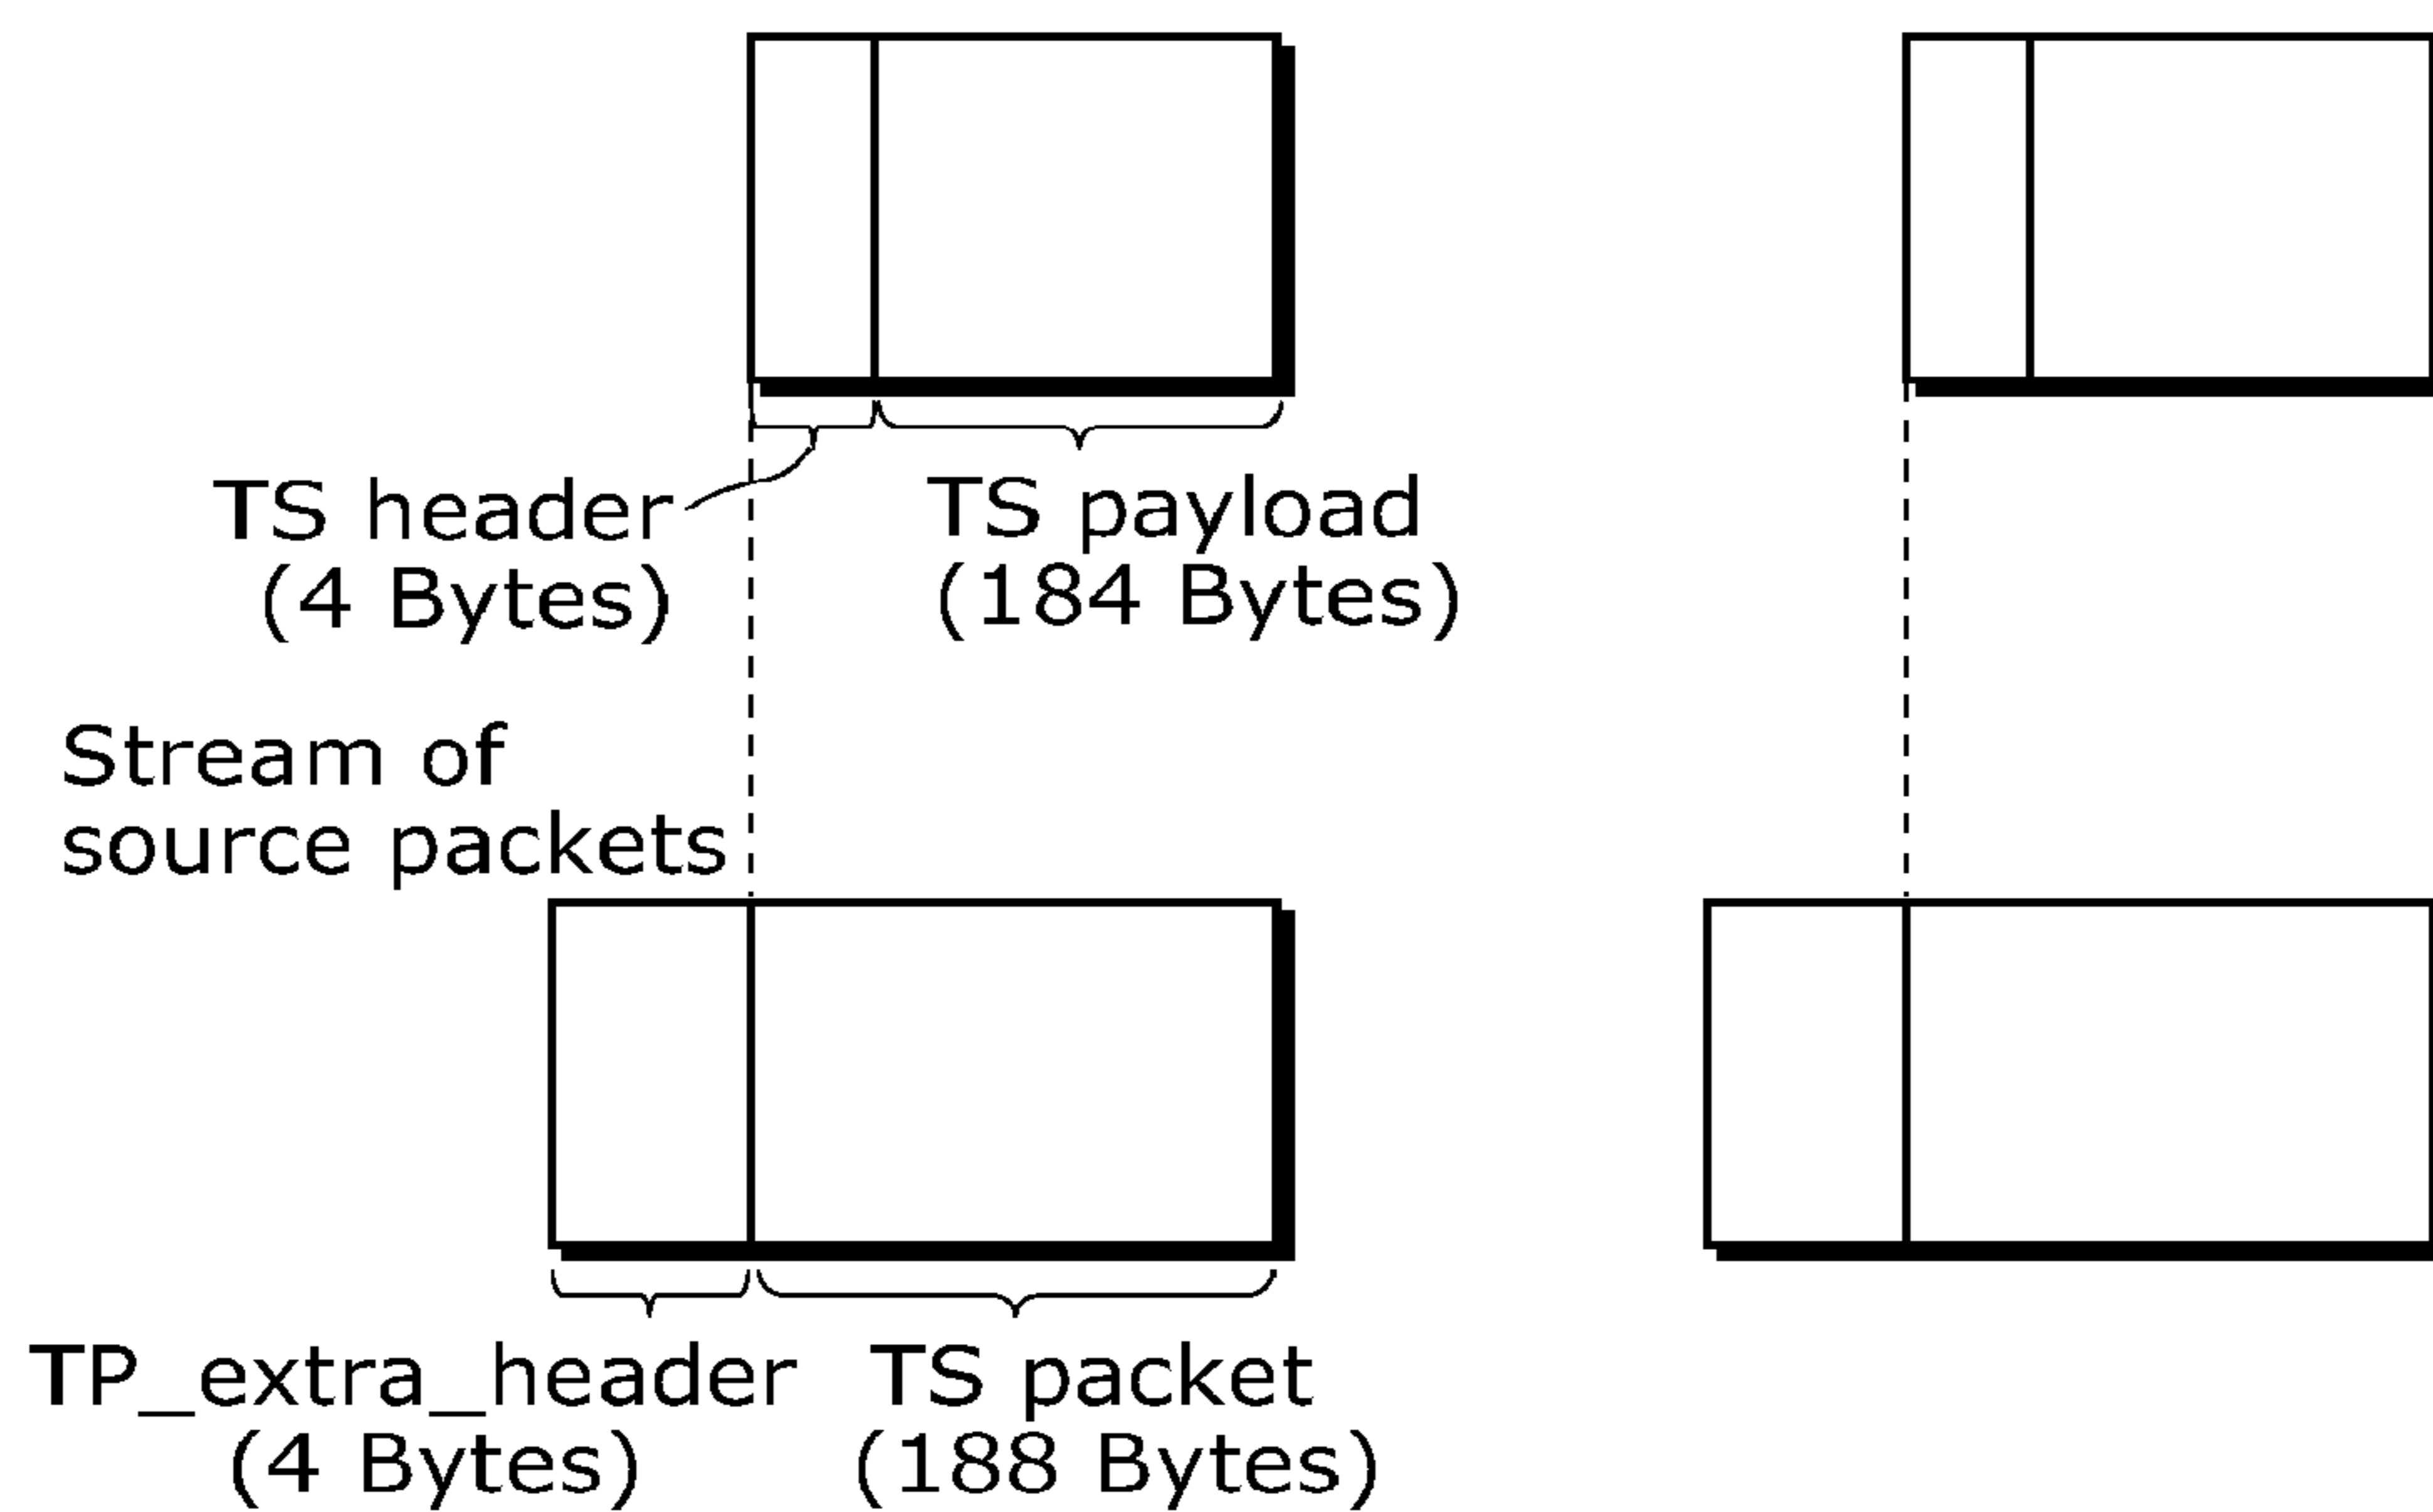 TS header
(4 Bytes)
TS payload
(184 Bytes)
Stream of
source packets
TP_extra_header
(4 Bytes)
TS packet
(188 Bytes)